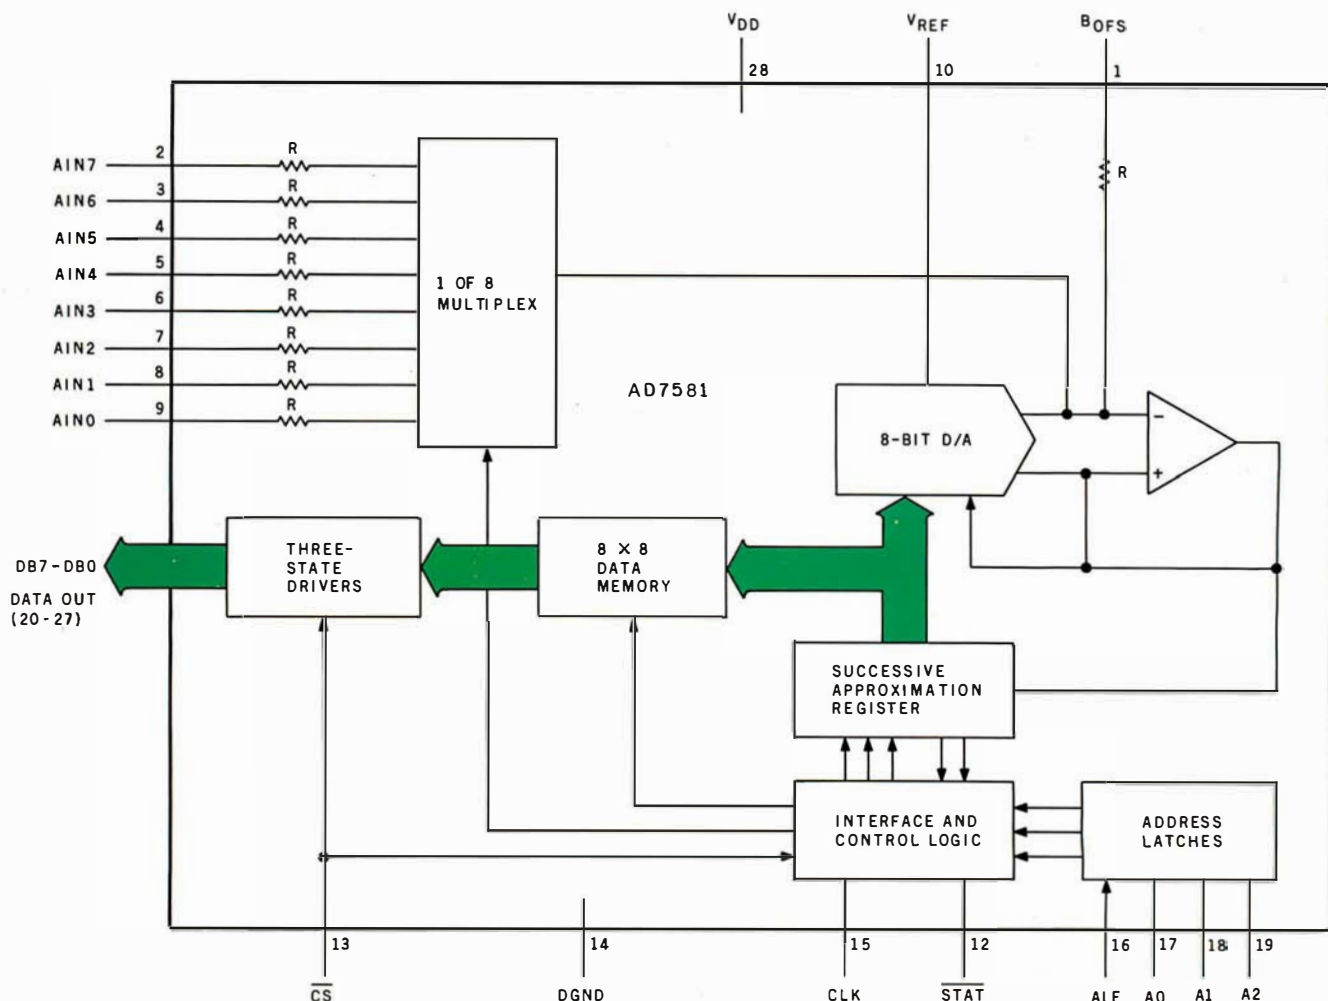 VDD
VREF
BOFS
28
10
1
AIN7 2 R
AIN6 3 R
AIN5 4 R
AIN4 5 R
AIN3 6 R
AIN2 7 R
AIN1 8 R
AIN0 9 R
1 OF 8
MULTIPLEX
R
AD7581
8-BIT D/A
−
+
DB7-DB0
DATA OUT
(20-27)
THREE-
STATE
DRIVERS
8 × 8
DATA
MEMORY
SUCCESSIVE
APPROXIMATION
REGISTER
INTERFACE AND
CONTROL LOGIC
ADDRESS
LATCHES
13
14
15
12
16
17
18
19
CS
DGND
CLK
STAT
ALE
A0
A1
A2